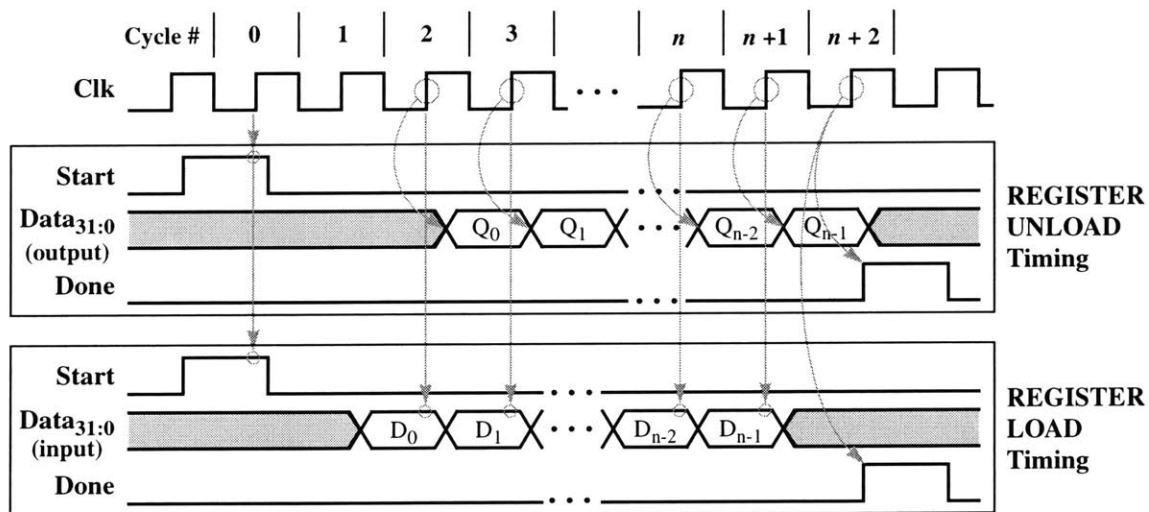 Cycle # 0 1 2 3 n n +1 n + 2
Clk
Start
Data31:0
(output)
Q0 Q1 Qn-2 Qn-1
Done
REGISTER
UNLOAD
Timing
Start
Data31:0
(input)
D0 D1 Dn-2 Dn-1
Done
REGISTER
LOAD
Timing